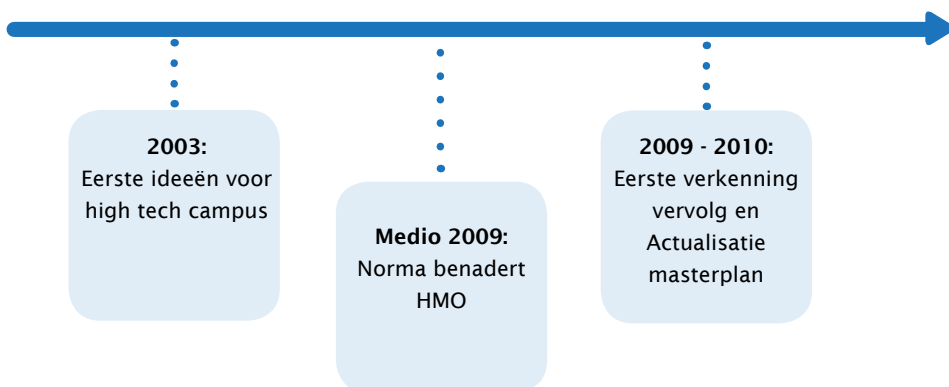 2003:
Eerste ideeën voor
high tech campus
Medio 2009:
Norma benadert
HMO
2009 - 2010:
Eerste verkenning
vervolg en
Actualisatie
masterplan